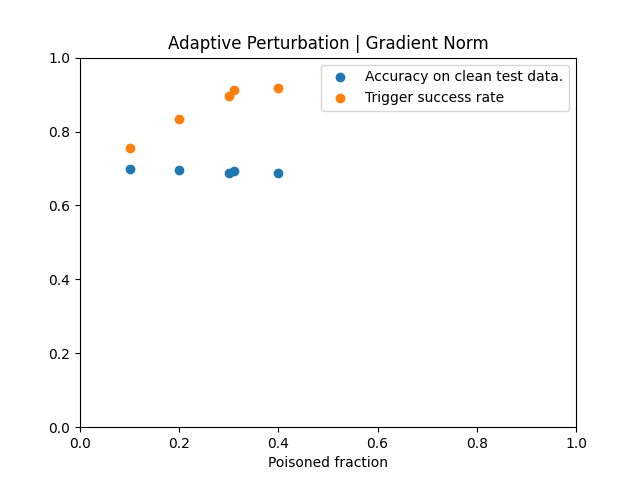 Adaptive Perturbation | Gradient Norm
1.0
Accuracy on clean test data.
Trigger success rate
0.8
0.6
0.4
0.2
0.0
0.0 0.2 0.4 0.6 0.8 1.0
Poisoned fraction